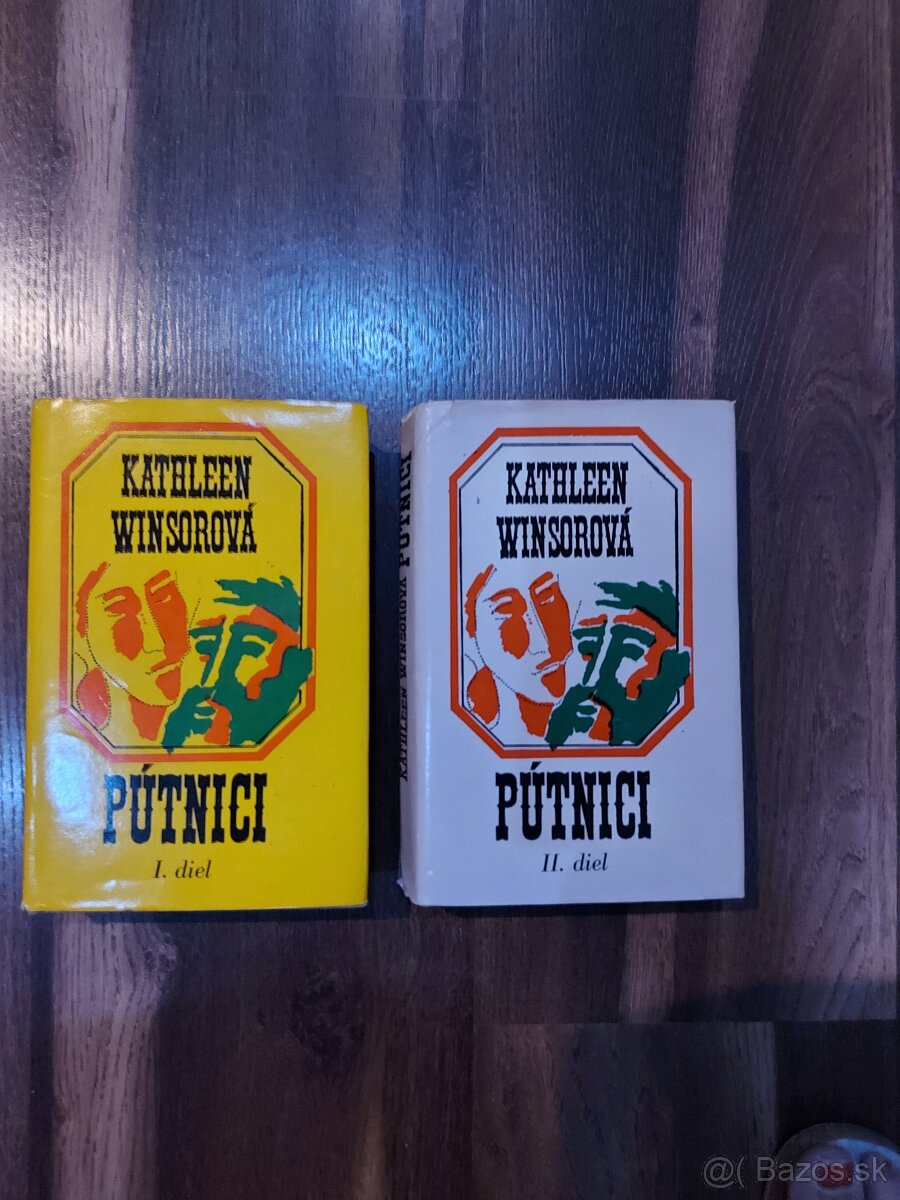 KATHLEEN
WINSOROVÁ
PÚTNICI
I. diel
KATHLEEN WINSOROVÁ PÚTNICI
KATHLEEN
WINSOROVÁ
PÚTNICI
II. diel
@( Bazos.sk